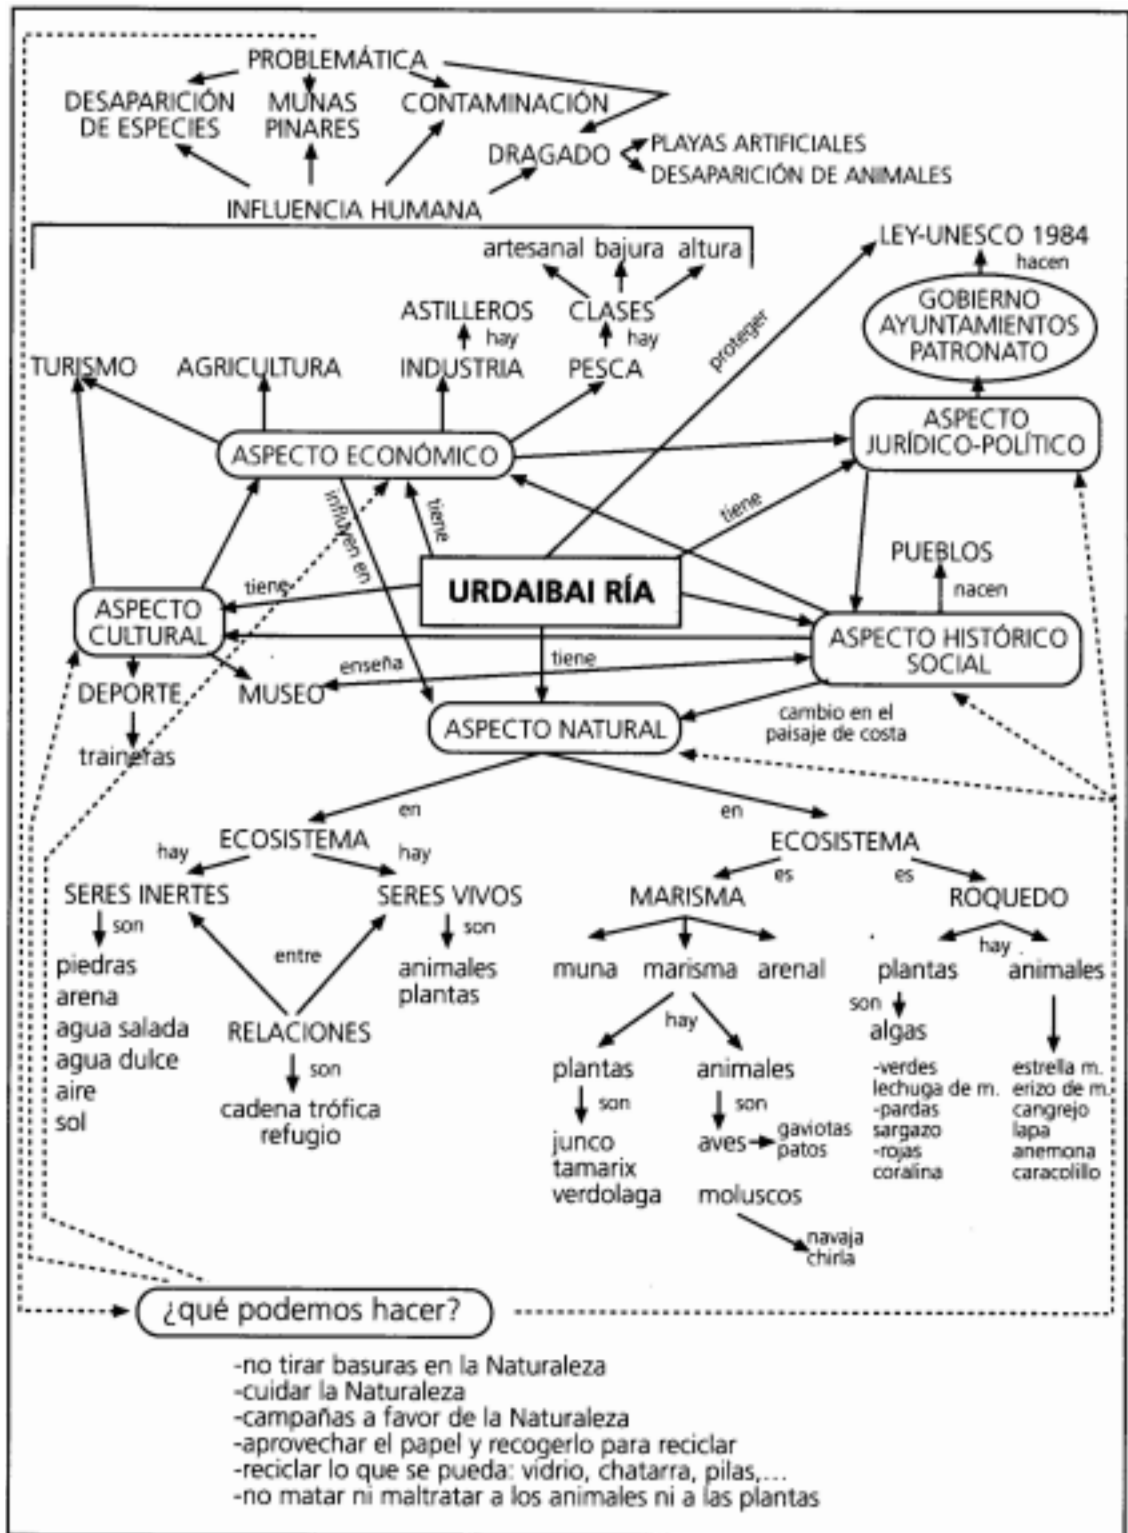 PROBLEMÁTICA
DESAPARICIÓN
DE ESPECIES
MUNAS
PINARES
CONTAMINACIÓN
DRAGADO
PLAYAS ARTIFICIALES
DESAPARICIÓN DE ANIMALES
INFLUENCIA HUMANA
LEY-UNESCO 1984
hacen
GOBIERNO
AYUNTAMIENTOS
PATRONATO
artesanal bajura altura
ASTILLEROS
hay
CLASES
hay
proteger
TURISMO
AGRICULTURA
INDUSTRIA
PESCA
ASPECTO ECONÓMICO
ASPECTO
JURÍDICO-POLÍTICO
influyen en
tiene
tiene
PUEBLOS
nacen
URDAIBAI RÍA
tiene
ASPECTO
CULTURAL
ASPECTO HISTÓRICO
SOCIAL
enseña
tiene
DEPORTE
MUSEO
traineras
ASPECTO NATURAL
cambio en el
paisaje de costa
en
en
ECOSISTEMA
hay
hay
SERES INERTES
SERES VIVOS
son
son
piedras
arena
agua salada
agua dulce
aire
sol
entre
animales
plantas
RELACIONES
son
cadena trófica
refugio
ECOSISTEMA
es
es
MARISMA
ROQUEDO
muna
marisma
arenal
hay
plantas
animales
son
son
junco
tamarix
verdolaga
aves
gaviotas
patos
moluscos
navaja
chirla
hay
plantas
animales
son
algas
-verdes
lechuga de m.
-pardas
sargazo
-rojas
coralina
estrella m.
erizo de m.
cangrejo
lapa
anemona
caracolillo
¿qué podemos hacer?
-no tirar basuras en la Naturaleza
-cuidar la Naturaleza
-campañas a favor de la Naturaleza
-aprovechar el papel y recogerlo para reciclar
-reciclar lo que se pueda: vidrio, chatarra, pilas,...
-no matar ni maltratar a los animales ni a las plantas